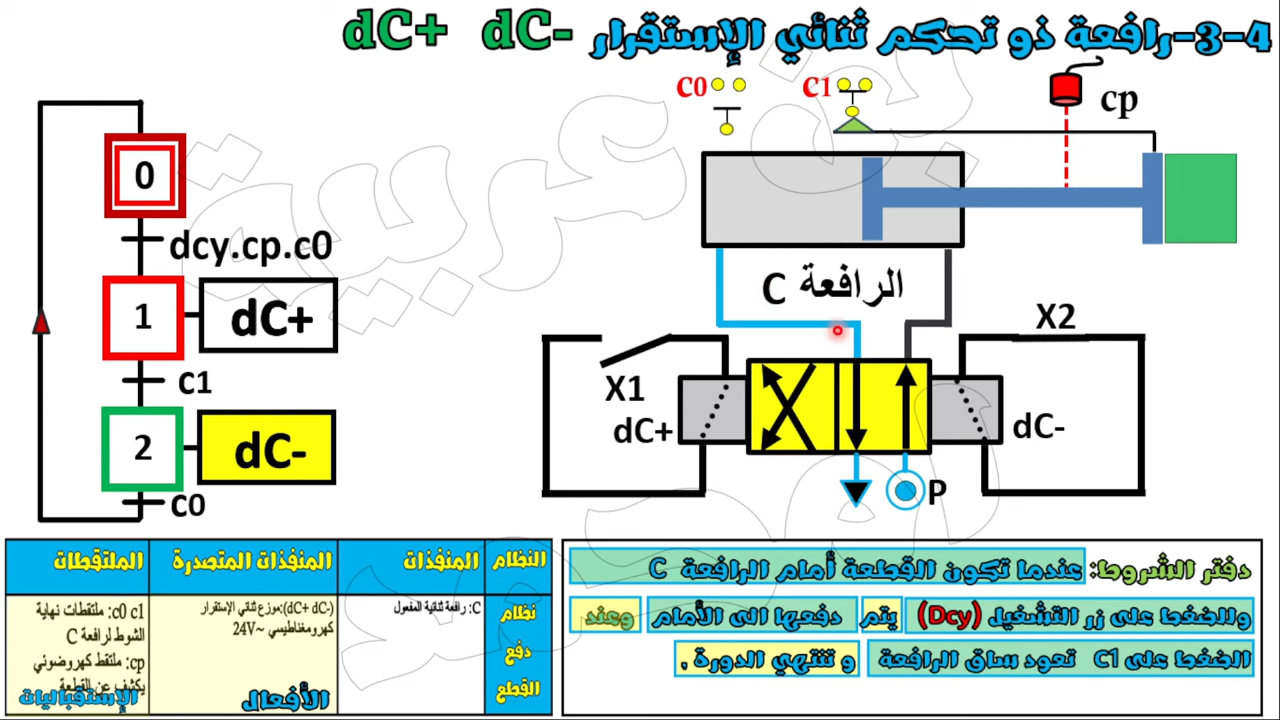 3-4-رافعة ذو تحكم ثنائي الإستقرار dC+ dC-
c0
c1
cp
0
dcy.cp.c0
1
dC+
c1
2
dC-
c0
الرافعة C
X1
X2
dC+
dC-
P
النظام
المنفذات
المنفذات المتصدرة
الملتقطات
نظام
دفع
القطع
C: رافعة ثنائية المفعول
(dC+ dC-):موزع ثنائي الإستقرار
كهرومغناطيسي ~24V
الأفعال
c0 c1: ملتقطات نهاية
الشوط لرافعة C
cp: ملتقط كهروضوئي
يكشف عن القطعة
الإستقباليات
دفتر الشروط: عندما تكون القطعة أمام الرافعة C
وللضغط على زر التشغيل (Dcy) يتم دفعها الى الأمام وعند
الضغط على c1 تعود ساق الرافعة و تنتهي الدورة .